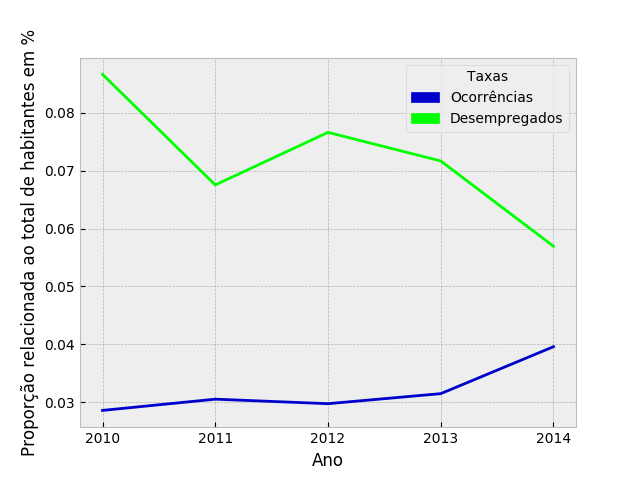 Proporção relacionada ao total de habitantes em %
0.08
0.07
0.06
0.05
0.04
0.03
Taxas
Ocorrências
Desempregados
2010 2011 2012 2013 2014
Ano